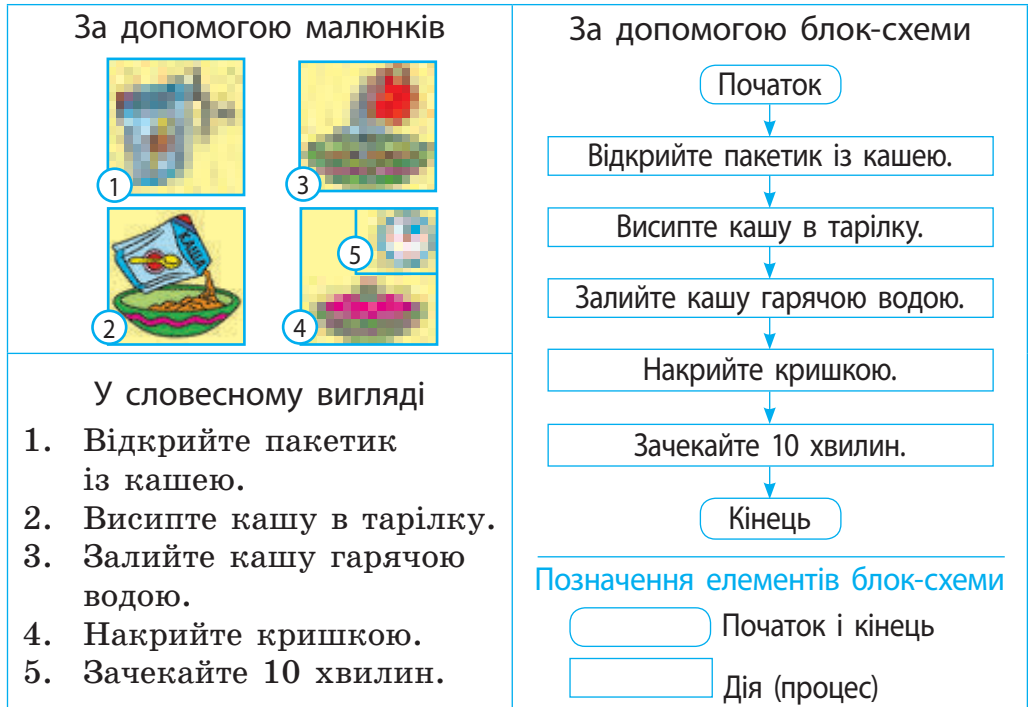 За допомогою малюнків
1
3
2
5
4
КАША
У словесному вигляді
1. Відкрийте пакетик
із кашею.
2. Висипте кашу в тарілку.
3. Залийте кашу гарячою
водою.
4. Накрийте кришкою.
5. Зачекайте 10 хвилин.
За допомогою блок-схеми
Початок
Відкрийте пакетик із кашею.
Висипте кашу в тарілку.
Залийте кашу гарячою водою.
Накрийте кришкою.
Зачекайте 10 хвилин.
Кінець
Позначення елементів блок-схеми
Початок і кінець
Дія (процес)